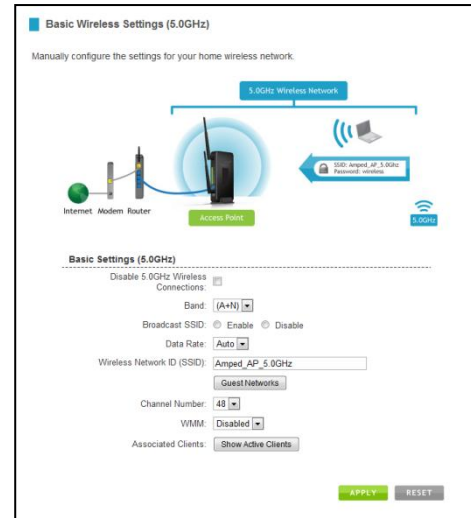 Basic Wireless Settings (5.0GHz)
Manually configure the settings for your home wireless network.
5.0GHz Wireless Network
SSID: Amped_AP_5.0Ghz
Password: wireless
Internet Modem Router
Access Point
5.0GHz
Basic Settings (5.0GHz)
Disable 5.0GHz Wireless
Connections:
Band: (A+N)
Broadcast SSID: Enable Disable
Data Rate: Auto
Wireless Network ID (SSID): Amped_AP_5.0GHz
Guest Networks
Channel Number: 48
WMM: Disabled
Associated Clients: Show Active Clients
APPLY RESET